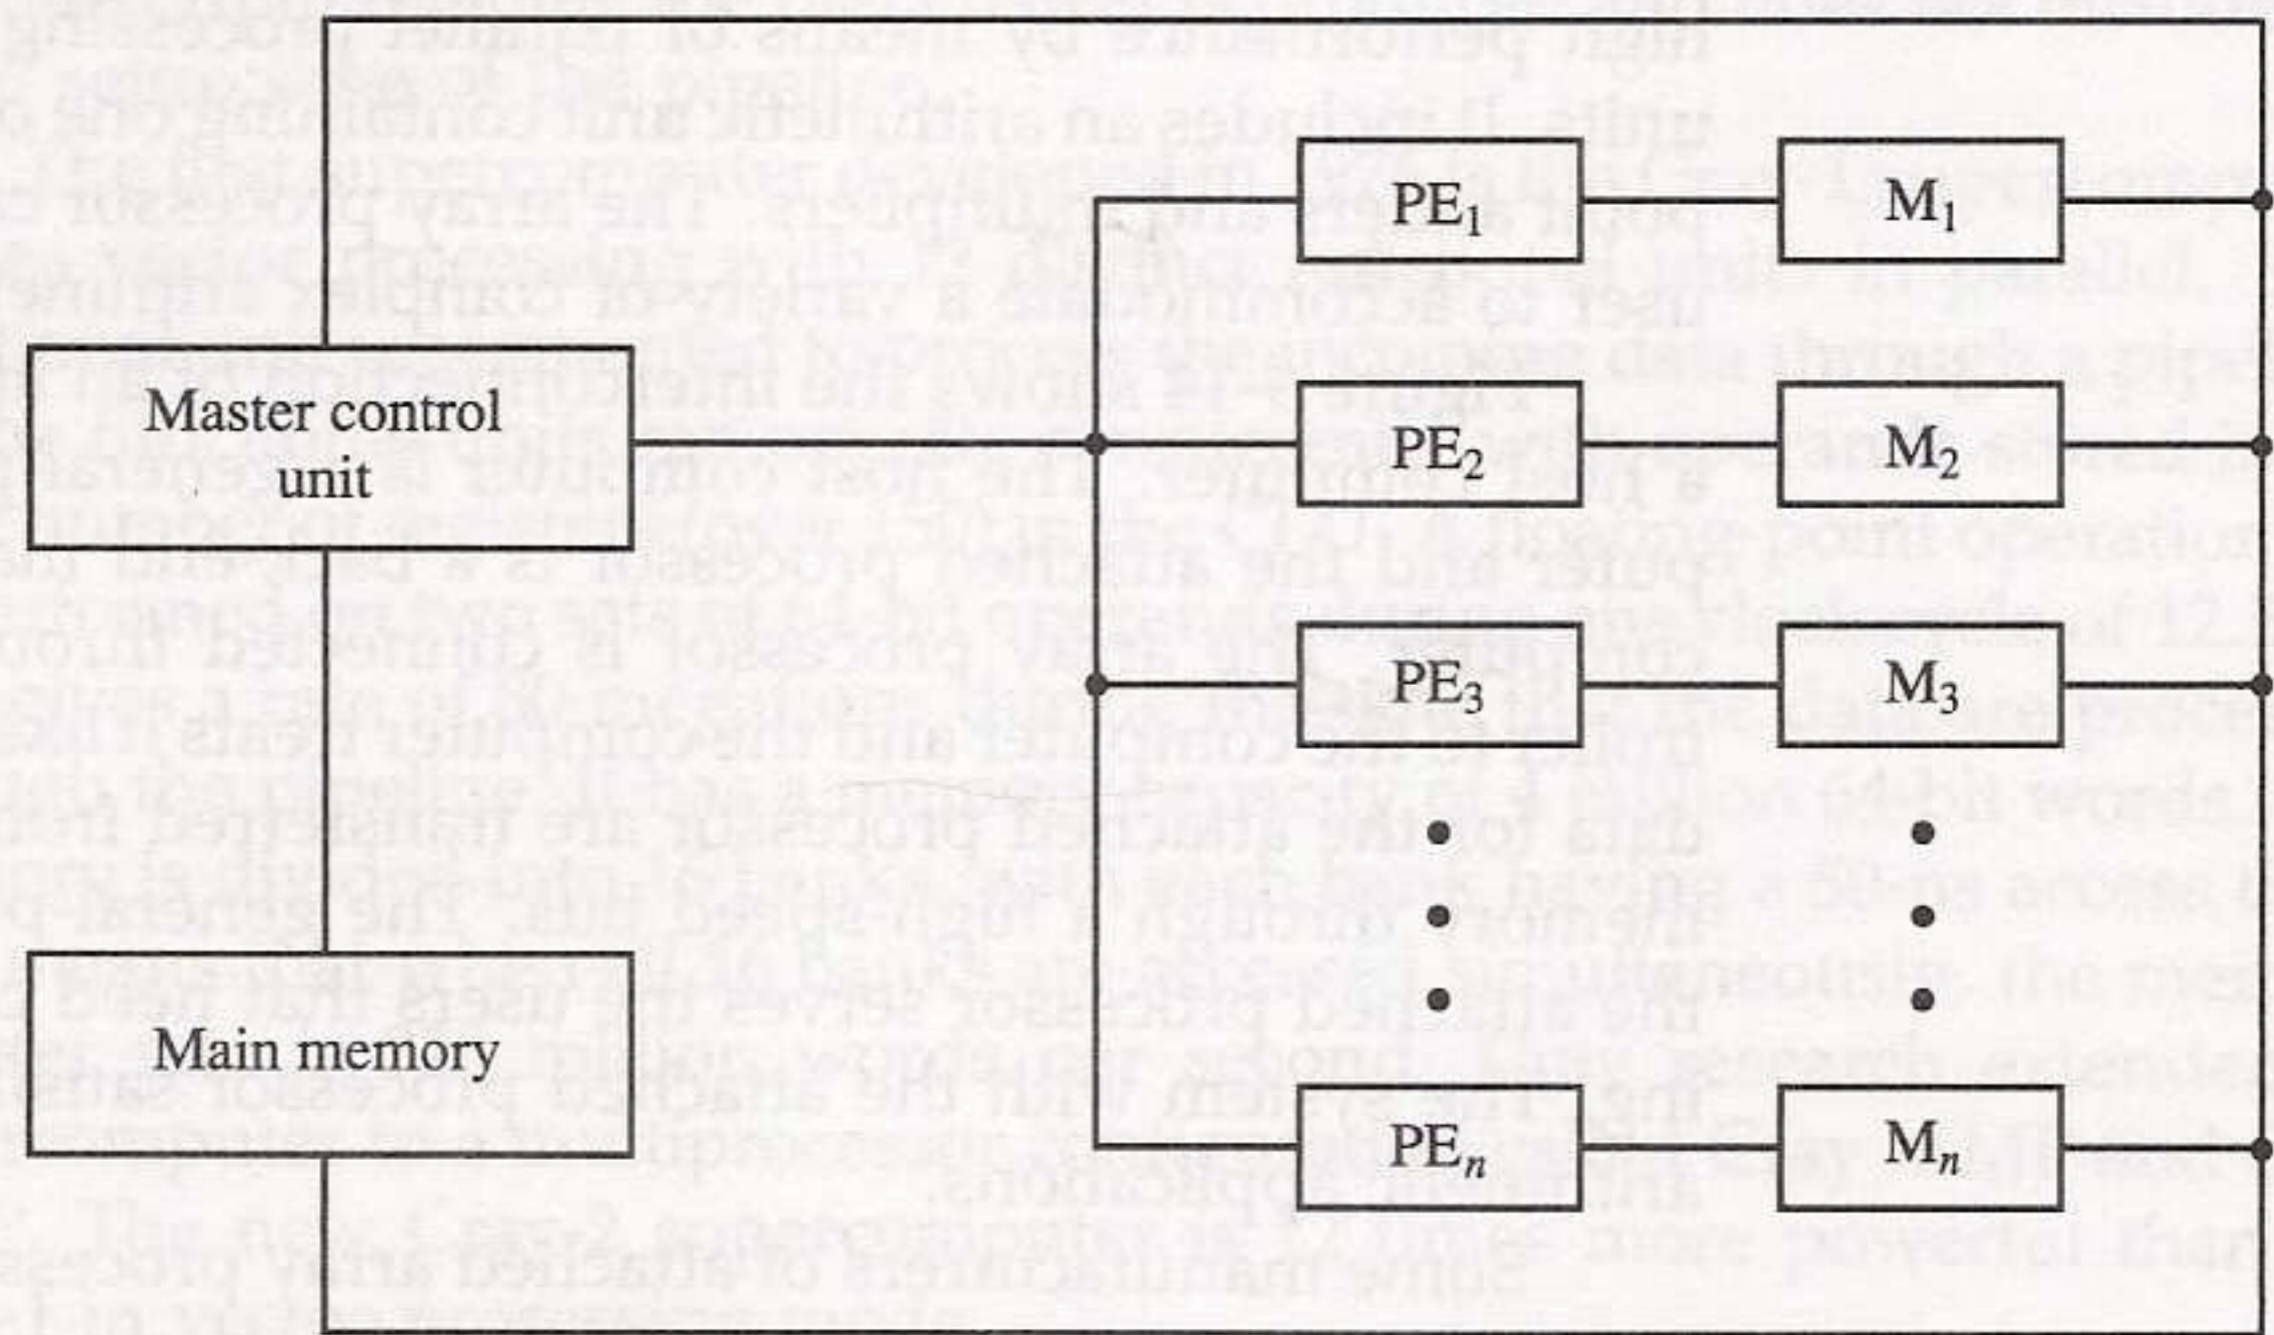 PE₁
M₁
Master control
unit
PE₂
M₂
PE₃
M₃
Main memory
PEₙ
Mₙ